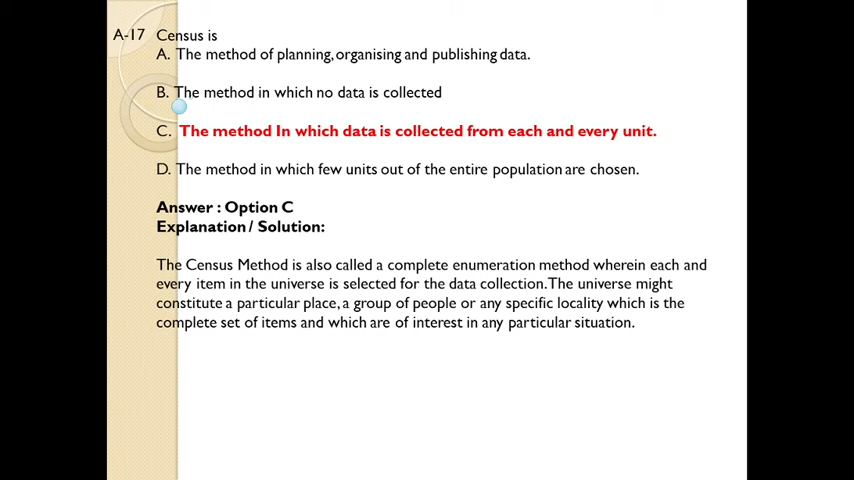 A-17 Census is
A. The method of planning, organising and publishing data.
B. The method in which no data is collected
C. The method In which data is collected from each and every unit.
D. The method in which few units out of the entire population are chosen.
Answer : Option C
Explanation / Solution:
The Census Method is also called a complete enumeration method wherein each and
every item in the universe is selected for the data collection. The universe might
constitute a particular place, a group of people or any specific locality which is the
complete set of items and which are of interest in any particular situation.